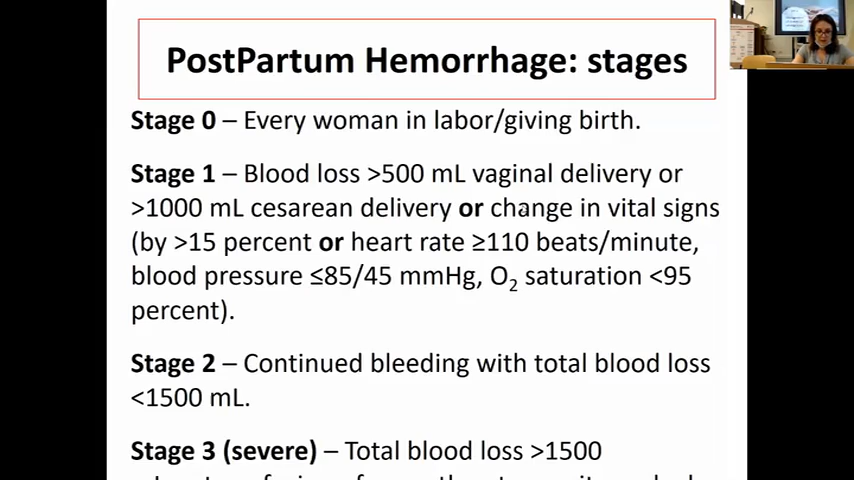 PostPartum Hemorrhage: stages
Stage 0 – Every woman in labor/giving birth.
Stage 1 – Blood loss >500 mL vaginal delivery or
>1000 mL cesarean delivery or change in vital signs
(by >15 percent or heart rate ≥110 beats/minute,
blood pressure ≤85/45 mmHg, O₂ saturation <95
percent).
Stage 2 – Continued bleeding with total blood loss
<1500 mL.
Stage 3 (severe) – Total blood loss >1500